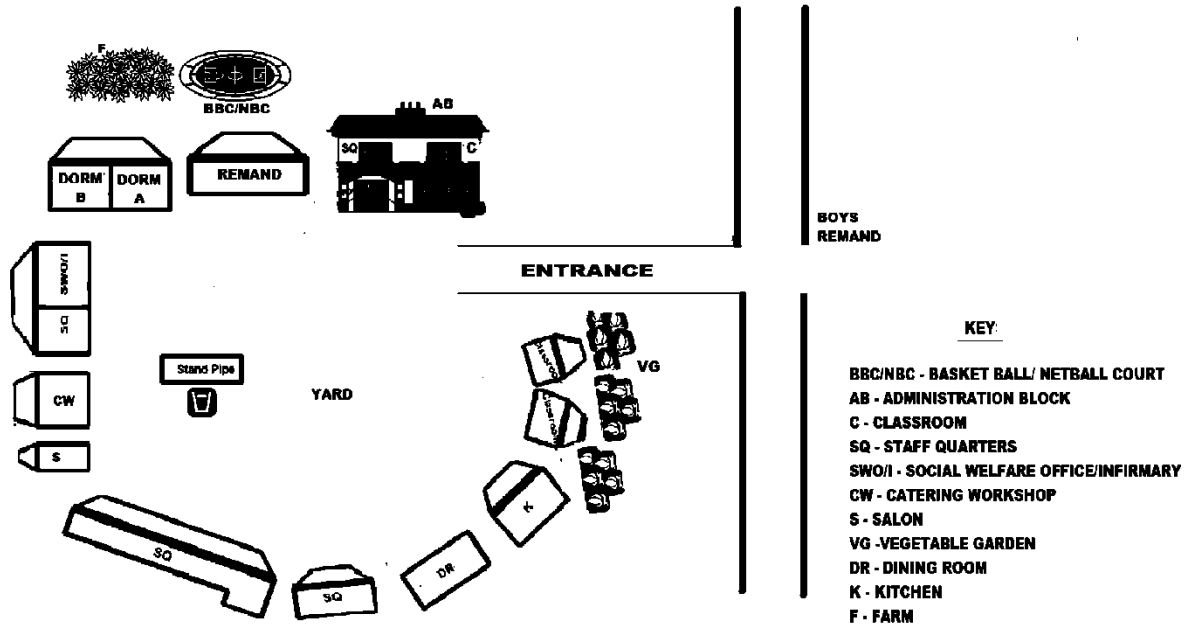 F
BBC/NBC
AB
SQ
C
DORM
B
DORM
A
REMAND
BOYS
REMAND
ENTRANCE
SWO/I
SQ
Stand Pipe
YARD
Classroom
VG
Classroom
CW
S
K
DR
SQ
SQ
KEY:
BBC/NBC - BASKET BALL/ NETBALL COURT
AB - ADMINISTRATION BLOCK
C - CLASSROOM
SQ - STAFF QUARTERS
SWO/I - SOCIAL WELFARE OFFICE/INFIRMARY
CW - CATERING WORKSHOP
S - SALON
VG -VEGETABLE GARDEN
DR - DINING ROOM
K - KITCHEN
F - FARM